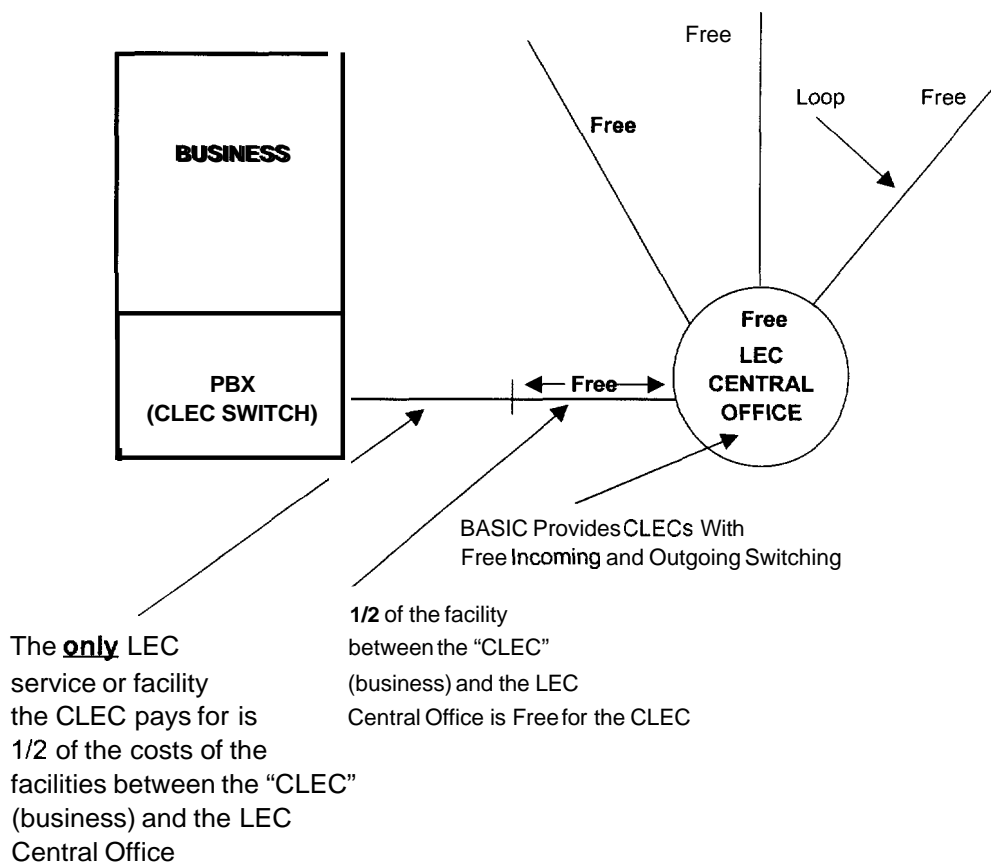 Free
Loop
Free
Free
BUSINESS
Free
LEC
CENTRAL
OFFICE
PBX
(CLEC SWITCH)
Free
BASIC Provides CLECs With
Free Incoming and Outgoing Switching
The only LEC
service or facility
the CLEC pays for is
1/2 of the costs of the
facilities between the “CLEC”
(business) and the LEC
Central Office
1/2 of the facility
between the “CLEC”
(business) and the LEC
Central Office is Free for the CLEC